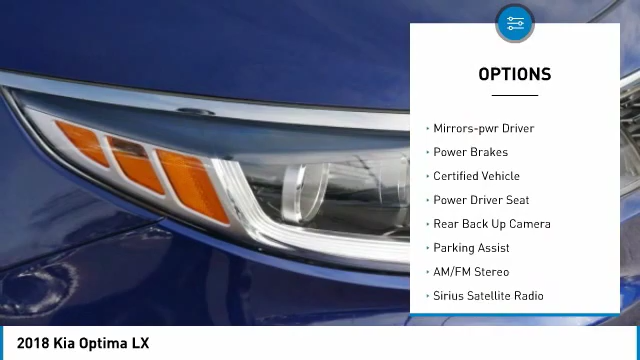 OPTIONS
Mirrors-pwr Driver
Power Brakes
Certified Vehicle
Power Driver Seat
Rear Back Up Camera
Parking Assist
AM/FM Stereo
Sirius Satellite Radio
2018 Kia Optima LX